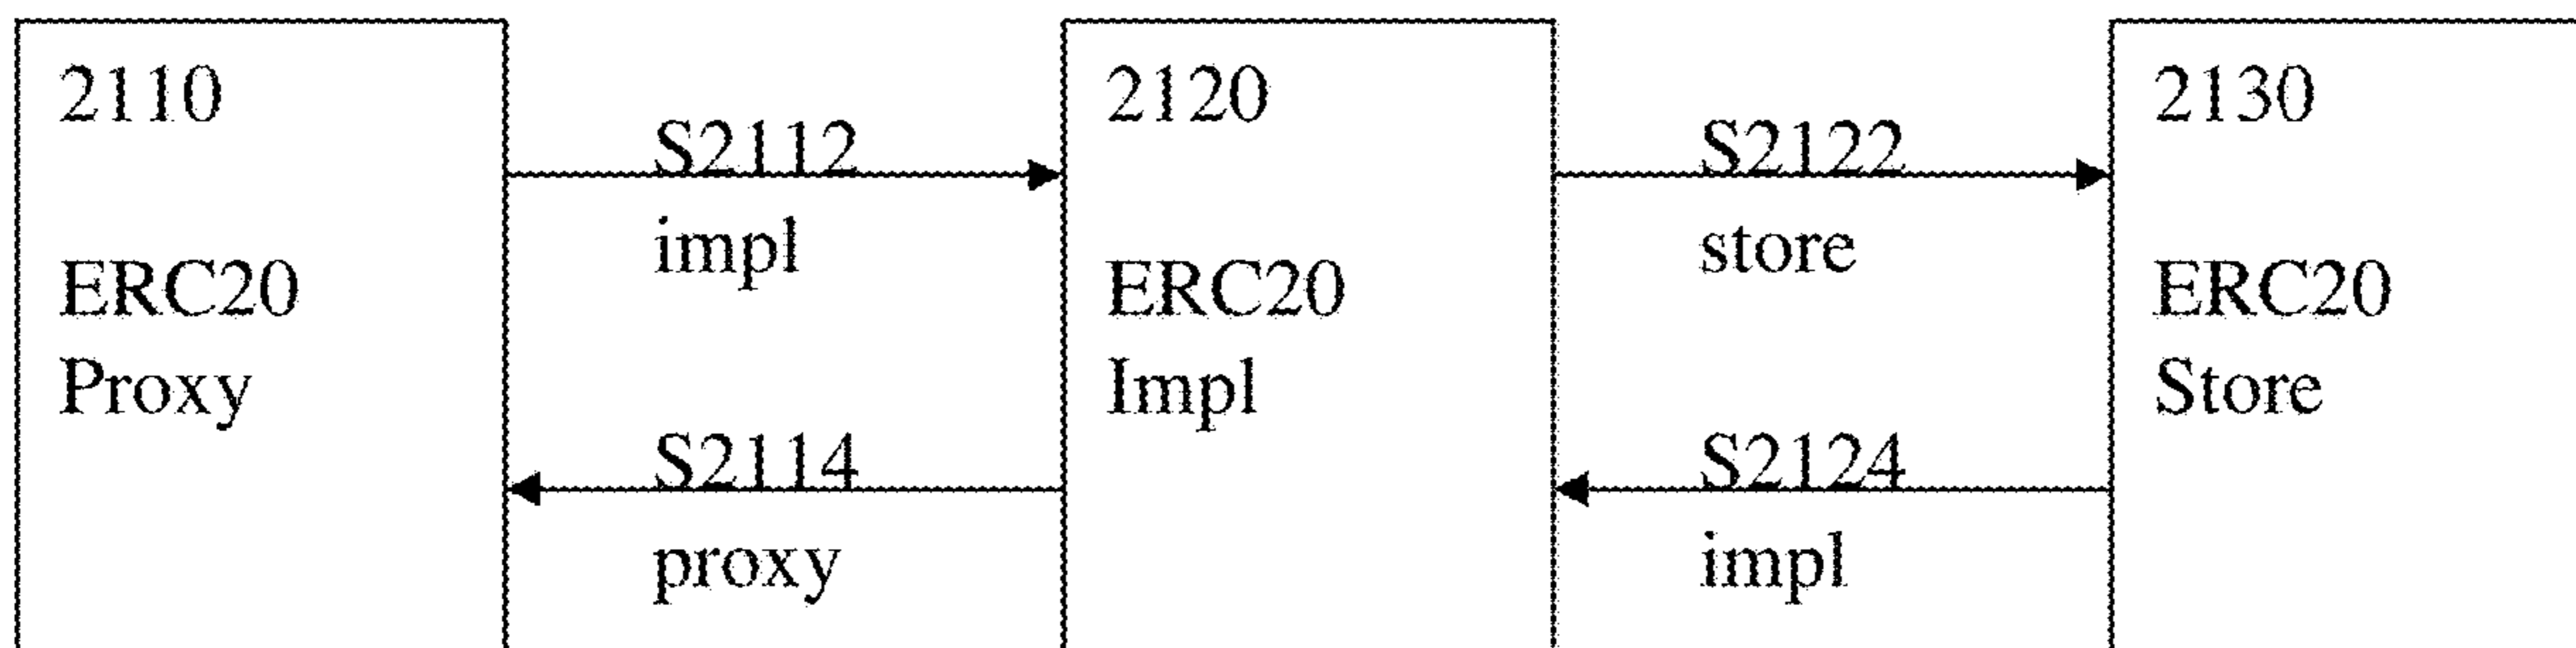 2110
ERC20
Proxy
S2112
impl
S2114
proxy
2120
ERC20
Impl
S2122
store
S2124
impl
2130
ERC20
Store